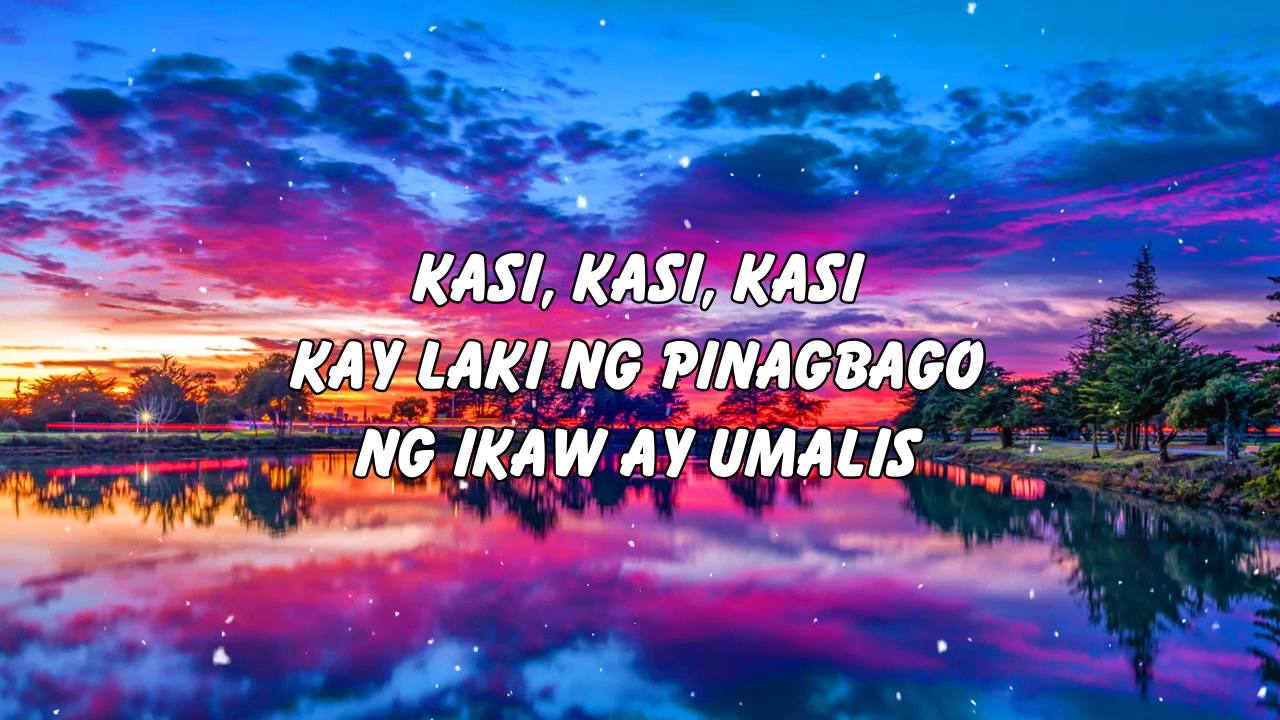 KASI, KASI, KASI
KAY LAKI NG PINAGBAGO
NG IKAW AY UMALIS